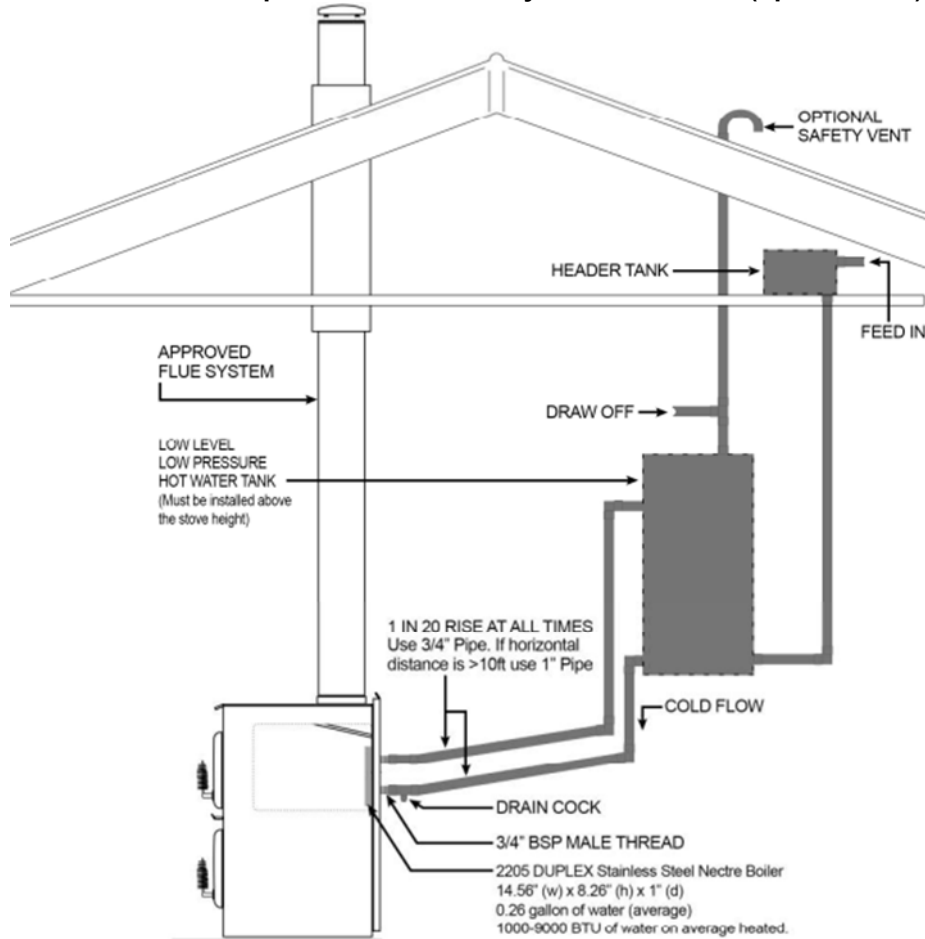 OPTIONAL
SAFETY VENT
HEADER TANK
FEED IN
APPROVED
FLUE SYSTEM
DRAW OFF
LOW LEVEL
LOW PRESSURE
HOT WATER TANK
(Must be installed above
the stove height)
1 IN 20 RISE AT ALL TIMES
Use 3/4" Pipe. If horizontal
distance is >10ft use 1" Pipe
COLD FLOW
DRAIN COCK
3/4" BSP MALE THREAD
2205 DUPLEX Stainless Steel Nectre Boiler
14.56" (w) x 8.26" (h) x 1" (d)
0.26 gallon of water (average)
1000-9000 BTU of water on average heated.